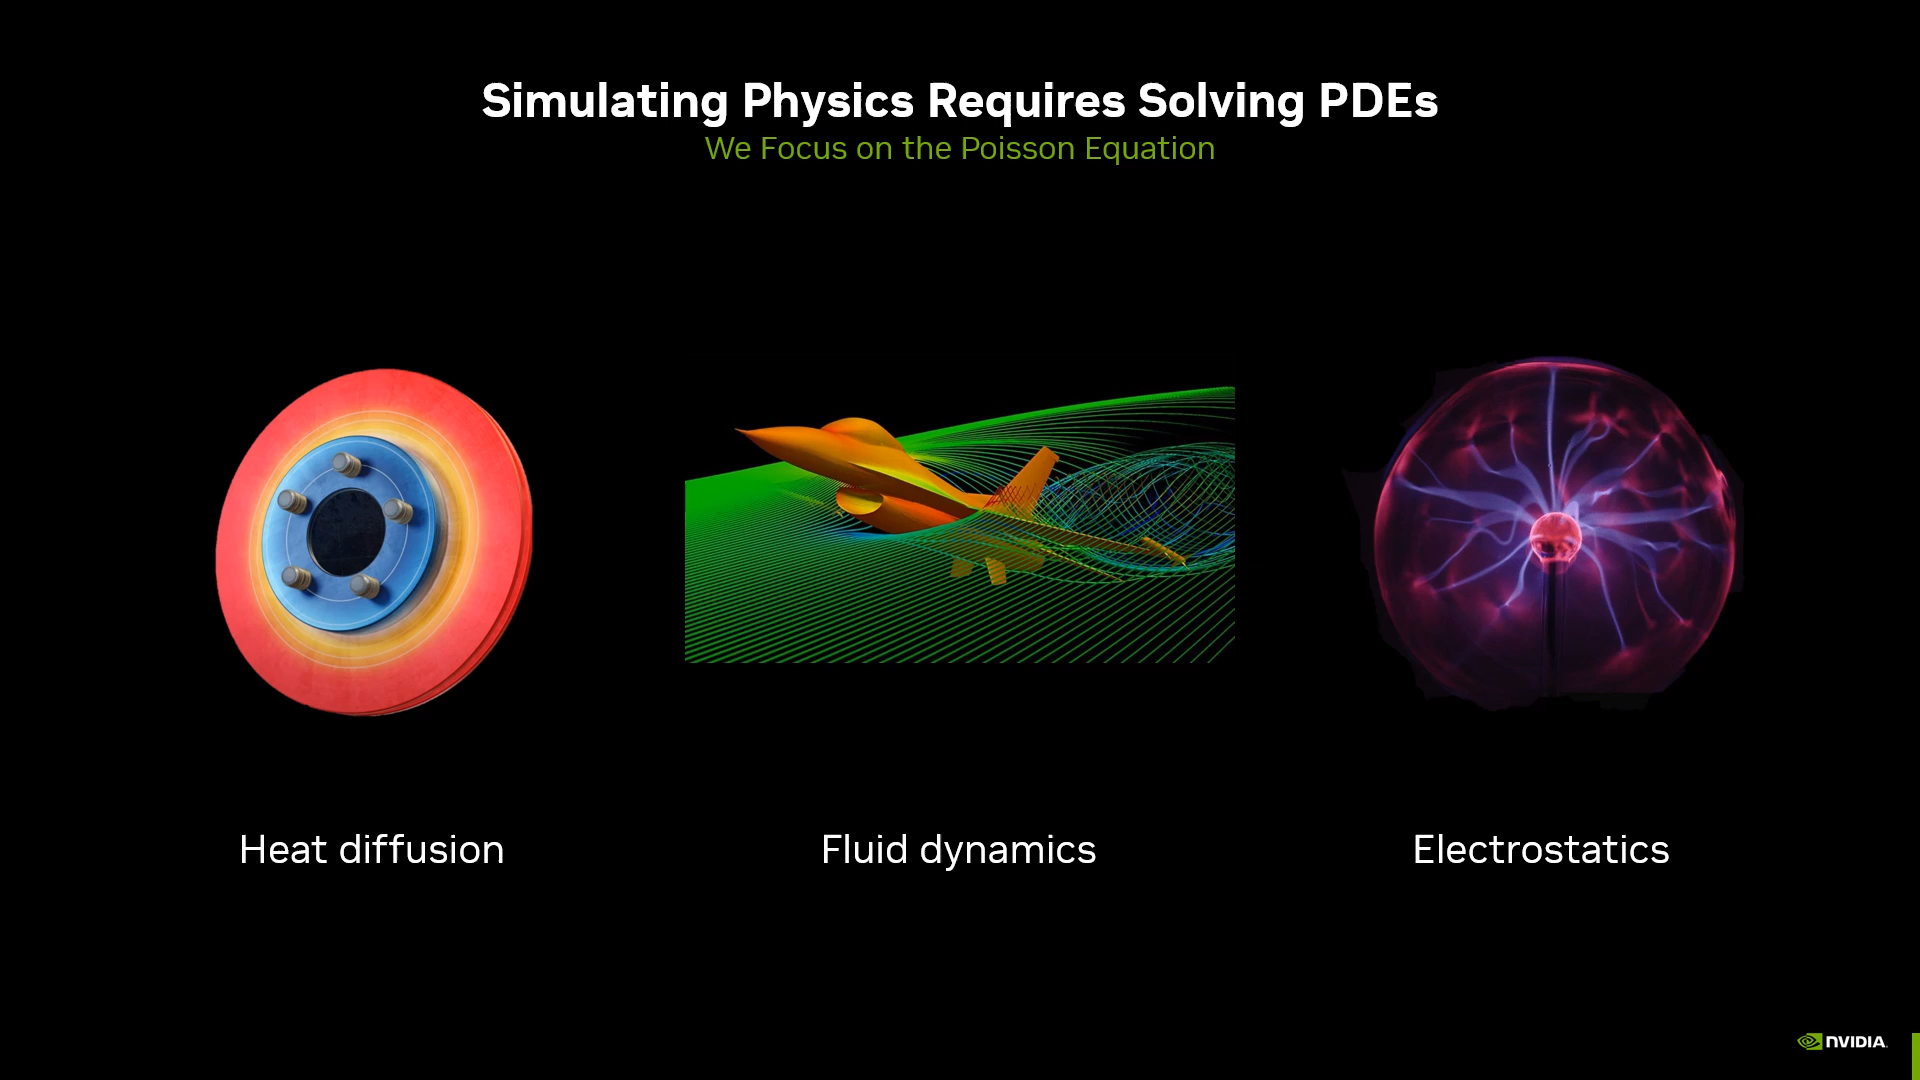 Simulating Physics Requires Solving PDEs
We Focus on the Poisson Equation
Heat diffusion
Fluid dynamics
Electrostatics
NVIDIA.